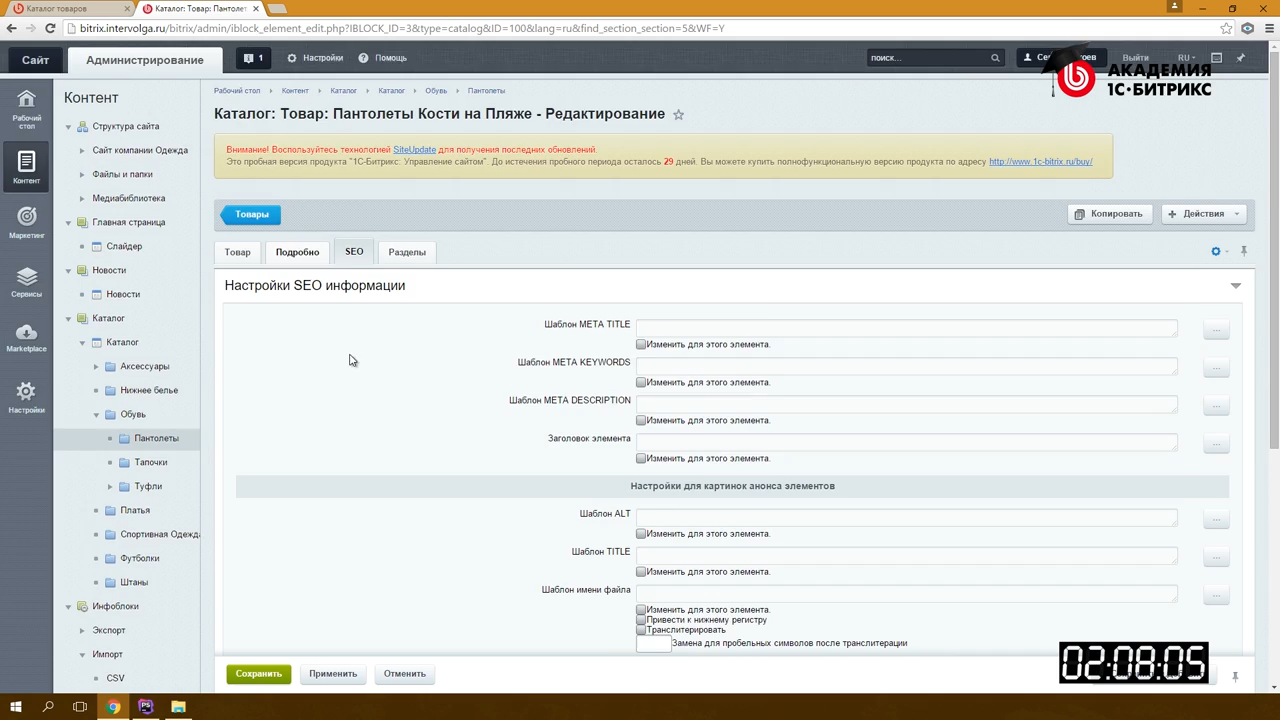 Каталог товаров
Каталог: Товар: Пантолет
bitrix.intervolga.ru/bitrix/admin/iblock_element_edit.php?IBLOCK_ID=3&type=catalog&ID=100&lang=ru&find_section_section=5&WF=Y
Сайт
Администрирование
1
Настройки
Помощь
поиск...
Выйти
RU
АКАДЕМИЯ
1С·БИТРИКС
Рабочий стол
Контент
Маркетинг
Сервисы
Marketplace
Настройки
Контент
Структура сайта
Сайт компании Одежда
Файлы и папки
Медиабиблиотека
Главная страница
Слайдер
Новости
Новости
Каталог
Каталог
Аксессуары
Нижнее белье
Обувь
Пантолеты
Тапочки
Туфли
Платья
Спортивная Одежда
Футболки
Штаны
Инфоблоки
Экспорт
Импорт
CSV
Рабочий стол Контент Каталог Каталог Обувь Пантолеты
Каталог: Товар: Пантолеты Кости на Пляже - Редактирование
Внимание! Воспользуйтесь технологией SiteUpdate для получения последних обновлений.
Это пробная версия продукта "1С-Битрикс: Управление сайтом". До истечения пробного периода осталось 29 дней. Вы можете купить полнофункциональную версию продукта по адресу http://www.1c-bitrix.ru/buy/
Товары
Копировать
Действия
Товар
Подробно
SEO
Разделы
Настройки SEO информации
Шаблон META TITLE
...
Изменить для этого элемента.
Шаблон META KEYWORDS
...
Изменить для этого элемента.
Шаблон META DESCRIPTION
...
Изменить для этого элемента.
Заголовок элемента
...
Изменить для этого элемента.
Настройки для картинок анонса элементов
Шаблон ALT
...
Изменить для этого элемента.
Шаблон TITLE
...
Изменить для этого элемента.
Шаблон имени файла
...
Изменить для этого элемента.
Привести к нижнему регистру
Транслитерировать
Замена для пробельных символов после транслитерации
Сохранить
Применить
Отменить
02:08:05